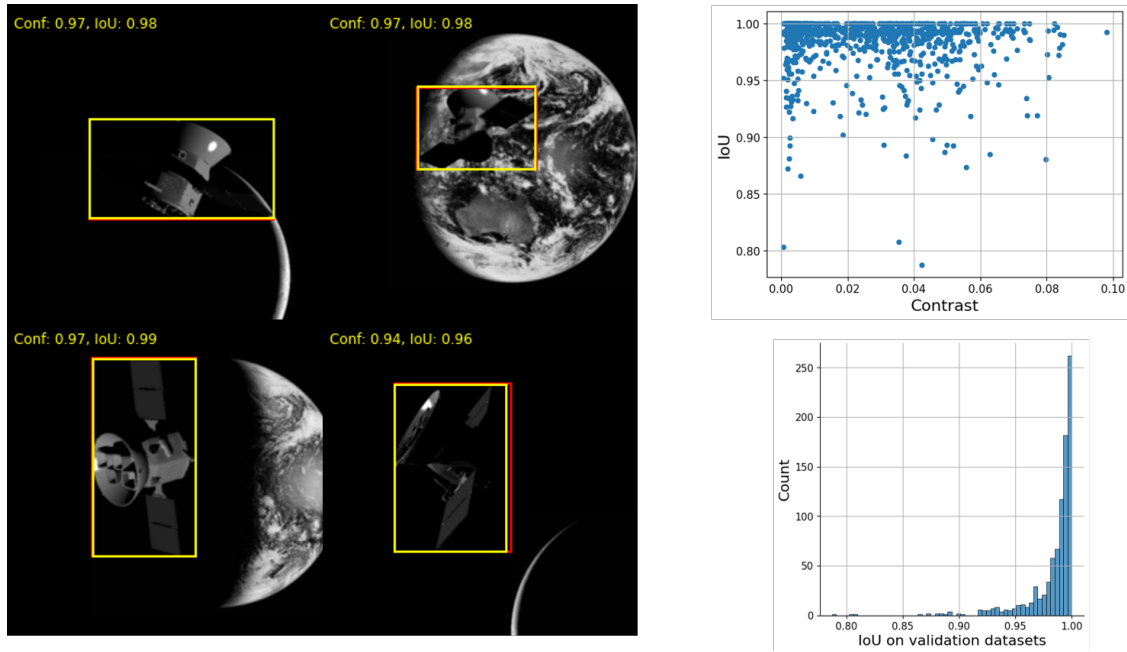 Conf: 0.97, IoU: 0.98
Conf: 0.97, IoU: 0.98
Conf: 0.97, IoU: 0.99
Conf: 0.94, IoU: 0.96
1.00
0.95
0.90
0.85
0.80
IoU
0.00 0.02 0.04 0.06 0.08 0.10
Contrast
250
200
150
100
50
0
Count
0.80 0.85 0.90 0.95 1.00
IoU on validation datasets